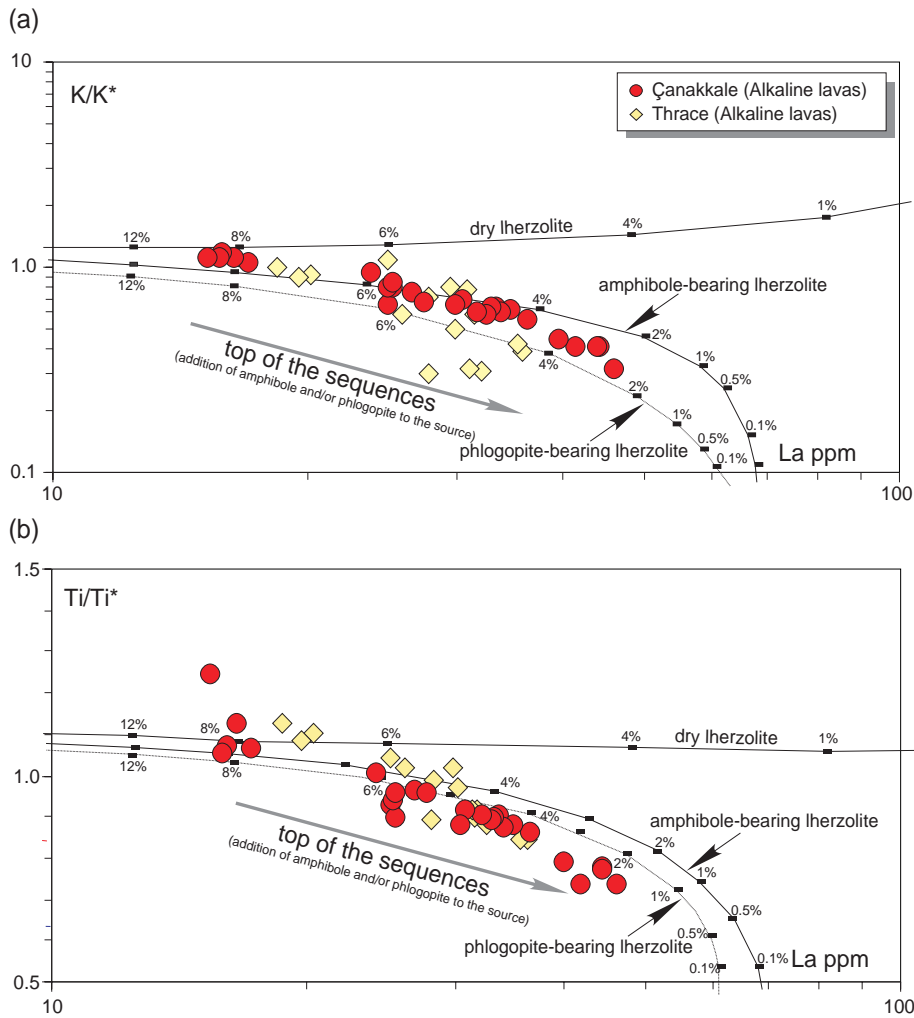 (a)
10
K/K*
Çanakkale (Alkaline lavas)
Thrace (Alkaline lavas)
1%
12%
8%
6%
dry lherzolite
4%
1.0
12%
8%
6%
6%
4%
amphibole-bearing lherzolite
2%
4%
1%
0.5%
2%
1%
0.1%
0.5%
0.1%
top of the sequences
(addition of amphibole and/or phlogopite to the source)
phlogopite-bearing lherzolite
La ppm
0.1
10
100
(b)
1.5
Ti/Ti*
12%
8%
6%
4%
dry lherzolite
1%
1.0
12%
8%
6%
4%
4%
amphibole-bearing lherzolite
2%
2%
1%
1%
0.5%
0.5%
0.1%
0.1%
top of the sequences
(addition of amphibole and/or phlogopite to the source)
phlogopite-bearing lherzolite
La ppm
0.5
10
100